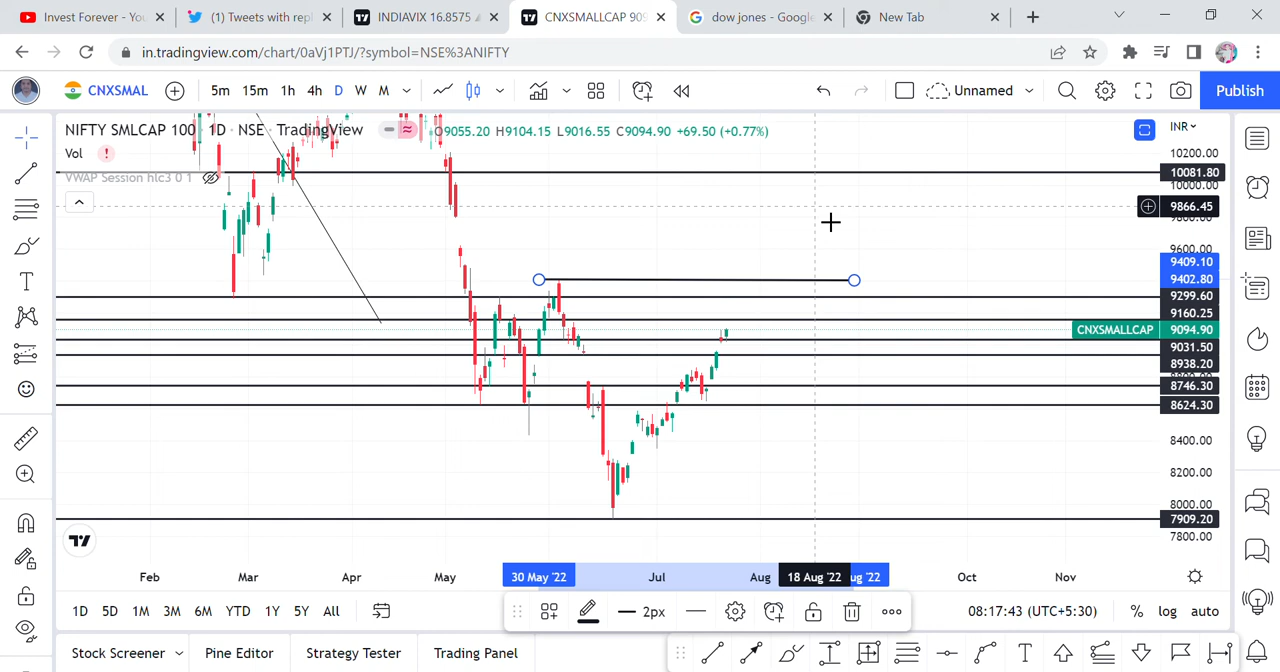 Invest Forever - Yo
(1) Tweets with rep
INDIAVIX 16.8575
CNXSMALLCAP 909
dow jones - Google
New Tab
in.tradingview.com/chart/0aVj1PTJ/?symbol=NSE%3ANIFTY
CNXSMAL
5m 15m 1h 4h D W M
Unnamed
Publish
NIFTY SMLCAP 100 · 1D · NSE · TradingView
O9055.20 H9104.15 L9016.55 C9094.90 +69.50 (+0.77%)
INR
Vol
VWAP Session hlc3 0 1
10200.00
10081.80
10000.00
9866.45
9800.00
9600.00
9409.10
9402.80
9299.60
9160.25
CNXSMALLCAP 9094.90
9031.50
8938.20
8746.30
8624.30
8400.00
8200.00
8000.00
7909.20
7800.00
Feb Mar Apr May 30 May '22 Jul Aug 18 Aug '22 ug '22 Oct Nov
1D 5D 1M 3M 6M YTD 1Y 5Y All
2px
08:17:43 (UTC+5:30)
% log auto
Stock Screener
Pine Editor
Strategy Tester
Trading Panel